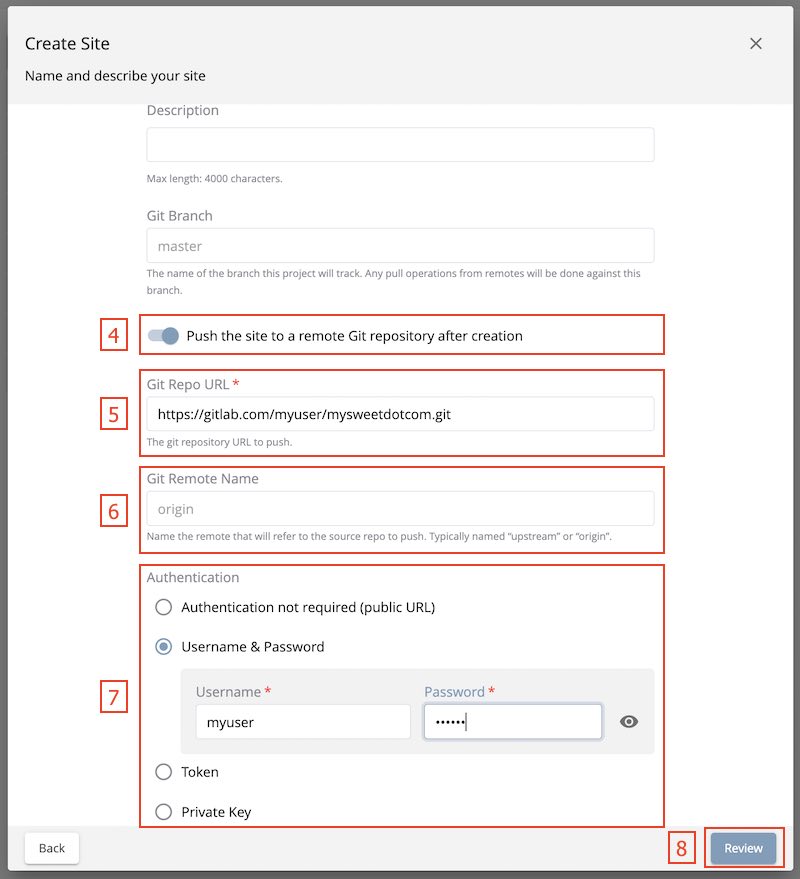 Create Site
Name and describe your site
Description
Max length: 4000 characters.
Git Branch
master
The name of the branch this project will track. Any pull operations from remotes will be done against this
branch.
4
Push the site to a remote Git repository after creation
Git Repo URL *
5
https://gitlab.com/myuser/mysweetdotcom.git
The git repository URL to push.
Git Remote Name
6
origin
Name the remote that will refer to the source repo to push. Typically named “upstream” or “origin”.
Authentication
Authentication not required (public URL)
Username & Password
7
Username * Password *
myuser ••••••
Token
Private Key
Back 8 Review